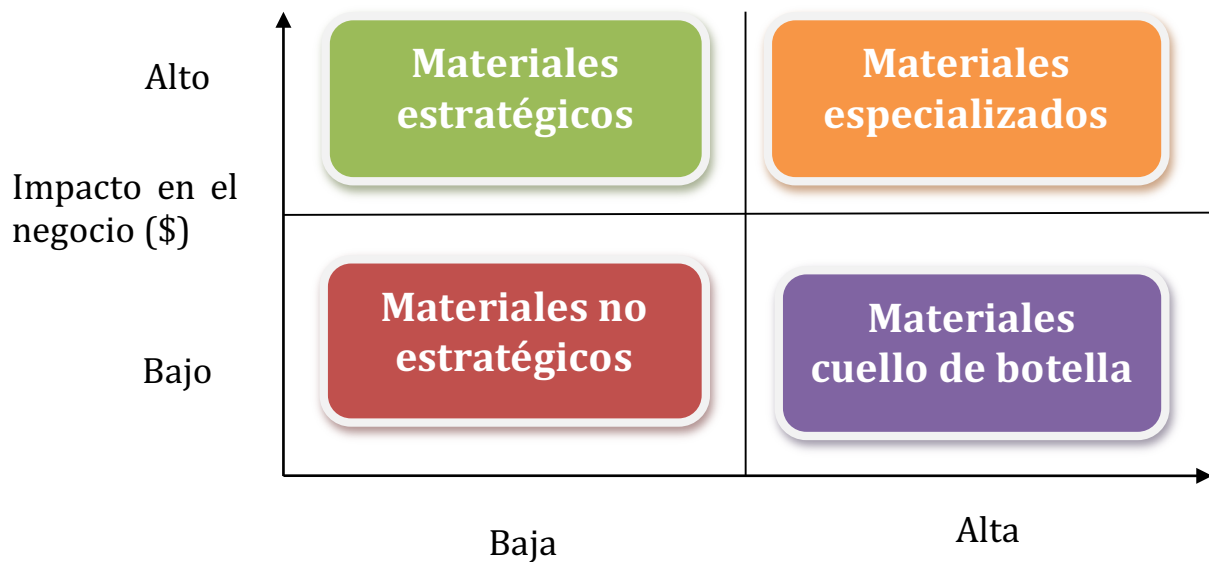 Alto
Materiales
estratégicos
Materiales
especializados
Impacto en el
negocio ($)
Bajo
Materiales no
estratégicos
Materiales
cuello de botella
Baja
Alta